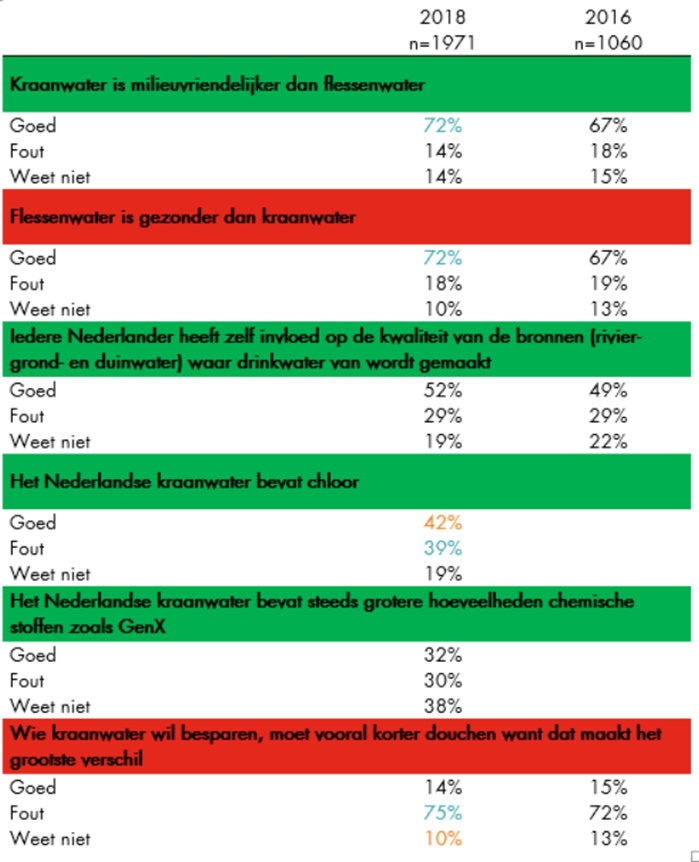 2018 2016
n=1971 n=1060
Kraanwater is milieuvriendelijker dan flessenwater
Goed 72% 67%
Fout 14% 18%
Weet niet 14% 15%
Flessenwater is gezonder dan kraanwater
Goed 72% 67%
Fout 18% 19%
Weet niet 10% 13%
Iedere Nederlander heeft zelf invloed op de kwaliteit van de bronnen (rivier-
grond- en duinwater) waar drinkwater van wordt gemaakt
Goed 52% 49%
Fout 29% 29%
Weet niet 19% 22%
Het Nederlandse kraanwater bevat chloor
Goed 42%
Fout 39%
Weet niet 19%
Het Nederlandse kraanwater bevat steeds grotere hoeveelheden chemische
stoffen zoals GenX
Goed 32%
Fout 30%
Weet niet 38%
Wie kraanwater wil besparen, moet vooral korter douchen want dat maakt het
grootste verschil
Goed 14% 15%
Fout 75% 72%
Weet niet 10% 13%